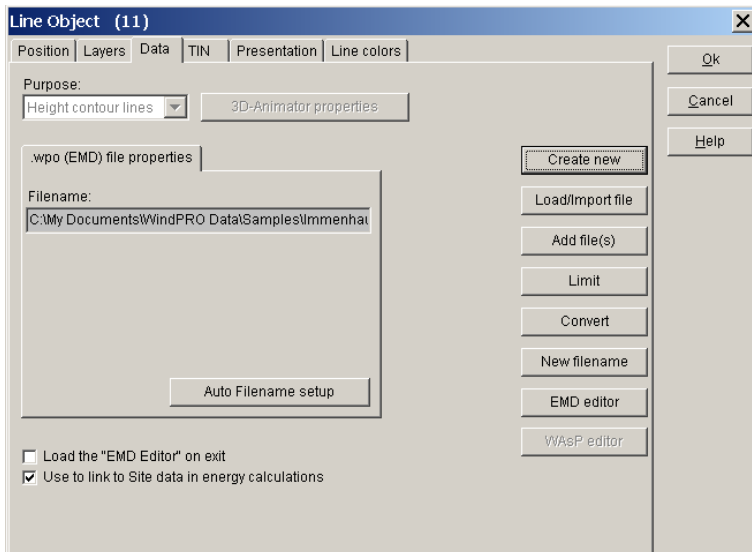 Line Object (11)
Position Layers Data TIN Presentation Line colors
Ok
Cancel
Help
Purpose:
Height contour lines
3D-Animator properties
.wpo (EMD) file properties
Filename:
C:\My Documents\WindPRO Data\Samples\Immenhau
Auto Filename setup
Create new
Load/Import file
Add file(s)
Limit
Convert
New filename
EMD editor
WAsP editor
Load the "EMD Editor" on exit
Use to link to Site data in energy calculations